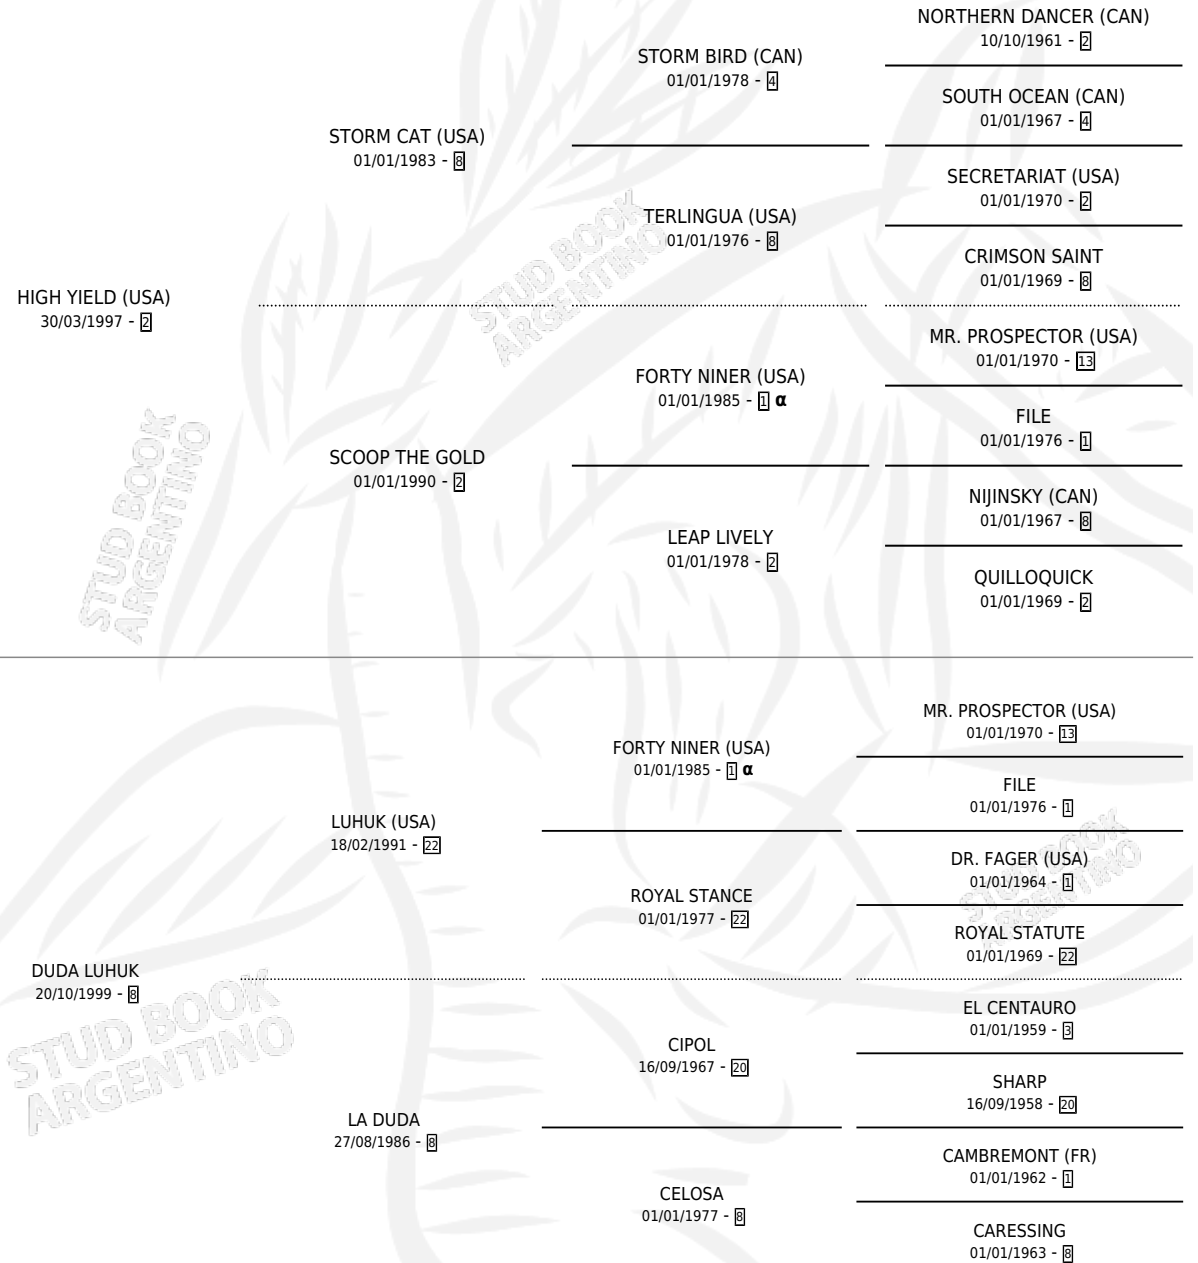 NORTHERN DANCER (CAN)
10/10/1961 - 2
STORM BIRD (CAN)
01/01/1978 - 4
SOUTH OCEAN (CAN)
01/01/1967 - 4
STORM CAT (USA)
01/01/1983 - 8
SECRETARIAT (USA)
01/01/1970 - 2
TERLINGUA (USA)
01/01/1976 - 8
CRIMSON SAINT
01/01/1969 - 8
HIGH YIELD (USA)
30/03/1997 - 2
MR. PROSPECTOR (USA)
01/01/1970 - 13
FORTY NINER (USA)
01/01/1985 - 1 α
FILE
01/01/1976 - 1
SCOOP THE GOLD
01/01/1990 - 2
NIJINSKY (CAN)
01/01/1967 - 8
LEAP LIVELY
01/01/1978 - 2
QUILLOQUICK
01/01/1969 - 2
STUD BOOK
ARGENTINO
STUD BOOK
ARGENTINO
MR. PROSPECTOR (USA)
01/01/1970 - 13
FORTY NINER (USA)
01/01/1985 - 1 α
FILE
01/01/1976 - 1
LUHUK (USA)
18/02/1991 - 22
DR. FAGER (USA)
01/01/1964 - 1
ROYAL STANCE
01/01/1977 - 22
ROYAL STATUTE
01/01/1969 - 22
DUDA LUHUK
20/10/1999 - 8
EL CENTAURO
01/01/1959 - 3
CIPOL
16/09/1967 - 20
SHARP
16/09/1958 - 20
LA DUDA
27/08/1986 - 8
CAMBREMONT (FR)
01/01/1962 - 1
CELOSA
01/01/1977 - 8
CARESSING
01/01/1963 - 8
STUD BOOK
ARGENTINO
STUD BOOK
ARGENTINO